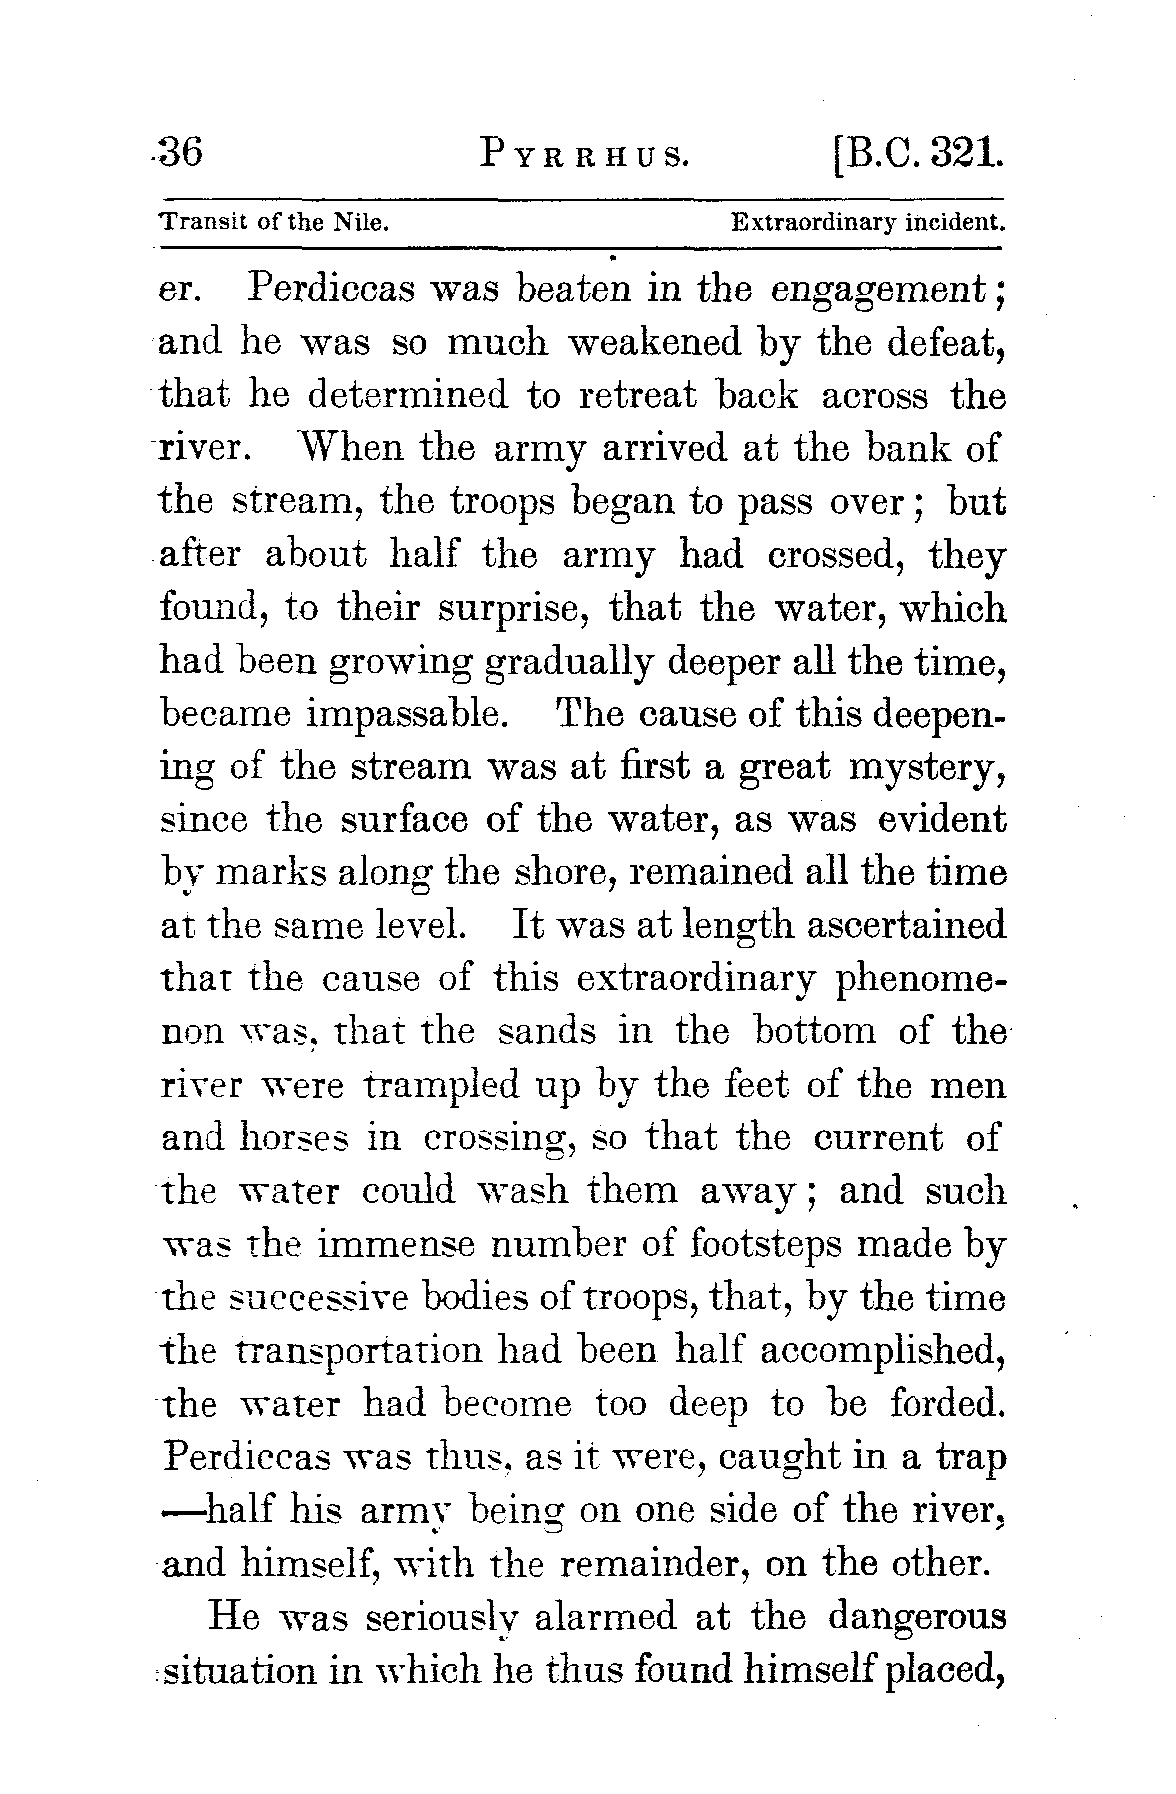 36 PYRRHUS. [B.C. 321.
Transit of the Nile. Extraordinary incident.
er. Perdiccas was beaten in the engagement;
and he was so much weakened by the defeat,
that he determined to retreat back across the
river. When the army arrived at the bank of
the stream, the troops began to pass over; but
after about half the army had crossed, they
found, to their surprise, that the water, which
had been growing gradually deeper all the time,
became impassable. The cause of this deepen-
ing of the stream was at first a great mystery,
since the surface of the water, as was evident
by marks along the shore, remained all the time
at the same level. It was at length ascertained
that the cause of this extraordinary phenome-
non was, that the sands in the bottom of the
river were trampled up by the feet of the men
and horses in crossing, so that the current of
the water could wash them away; and such
was the immense number of footsteps made by
the successive bodies of troops, that, by the time
the transportation had been half accomplished,
the water had become too deep to be forded.
Perdiccas was thus, as it were, caught in a trap
—half his army being on one side of the river,
and himself, with the remainder, on the other.
He was seriously alarmed at the dangerous
situation in which he thus found himself placed,